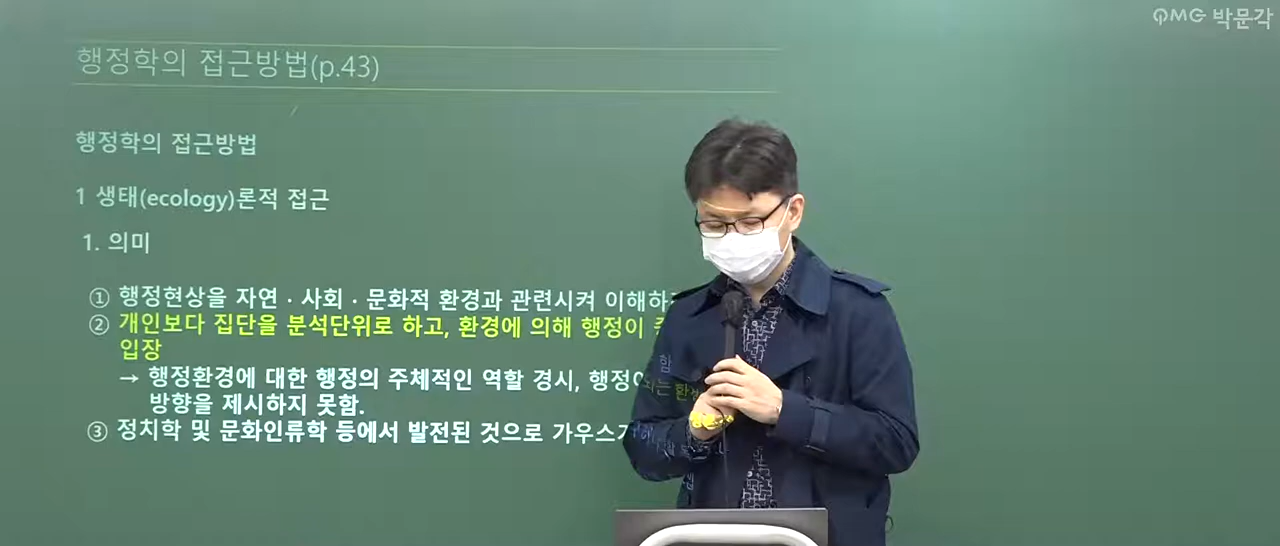 PMG 박문각
행정학의 접근방법(p.43)
행정학의 접근방법
1 생태(ecology)론적 접근
1. 의미
① 행정현상을 자연 · 사회 · 문화적 환경과 관련시켜 이해하
② 개인보다 집단을 분석단위로 하고, 환경에 의해 행정이
입장
함
→ 행정환경에 대한 행정의 주체적인 역할 경시, 행정이 되는 환
방향을 제시하지 못함.
③ 정치학 및 문화인류학 등에서 발전된 것으로 가우스가